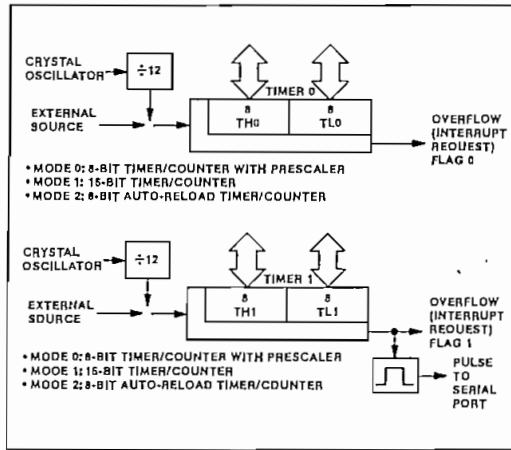 CRYSTAL
OSCILLATOR
÷12
TIMER 0
EXTERNAL
SOURCE
8
TH0
8
TL0
OVERFLOW
(INTERRUPT
REQUEST)
FLAG 0
• MODE 0: 8-BIT TIMER/COUNTER WITH PRESCALER
• MODE 1: 16-BIT TIMER/COUNTER
• MODE 2: 8-BIT AUTO-RELOAD TIMER/COUNTER
CRYSTAL
OSCILLATOR
÷12
TIMER 1
EXTERNAL
SOURCE
8
TH1
8
TL1
OVERFLOW
(INTERRUPT
REQUEST)
FLAG 1
• MODE 0: 8-BIT TIMER/COUNTER WITH PRESCALER
• MODE 1: 16-BIT TIMER/COUNTER
• MODE 2: 8-BIT AUTO-RELOAD TIMER/COUNTER
PULSE
TO
SERIAL
PORT